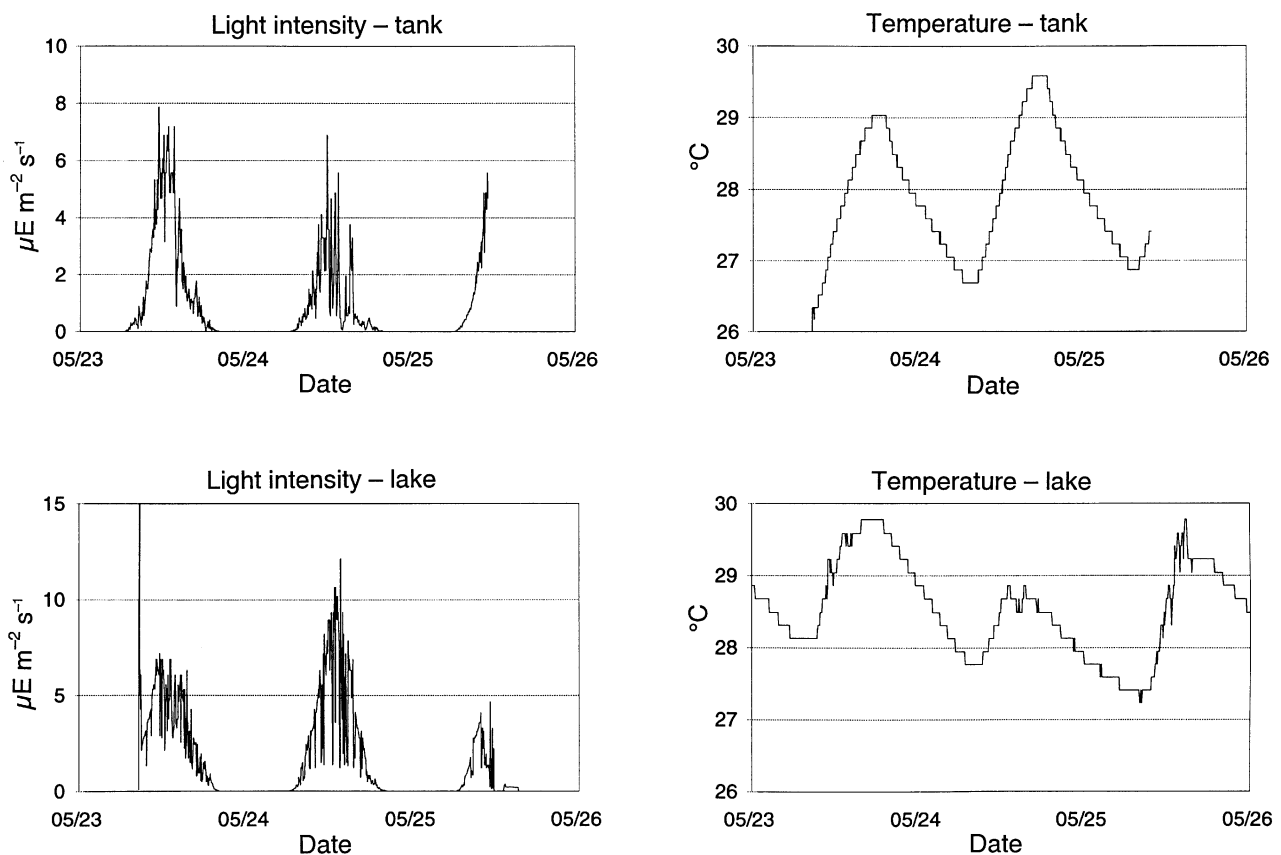 Light intensity – tank
10
8
6
4
2
0
µE m⁻² s⁻¹
05/23 05/24 05/25 05/26
Date
Temperature – tank
30
29
28
27
26
°C
05/23 05/24 05/25 05/26
Date
Light intensity – lake
15
10
5
0
µE m⁻² s⁻¹
05/23 05/24 05/25 05/26
Date
Temperature – lake
30
29
28
27
26
°C
05/23 05/24 05/25 05/26
Date